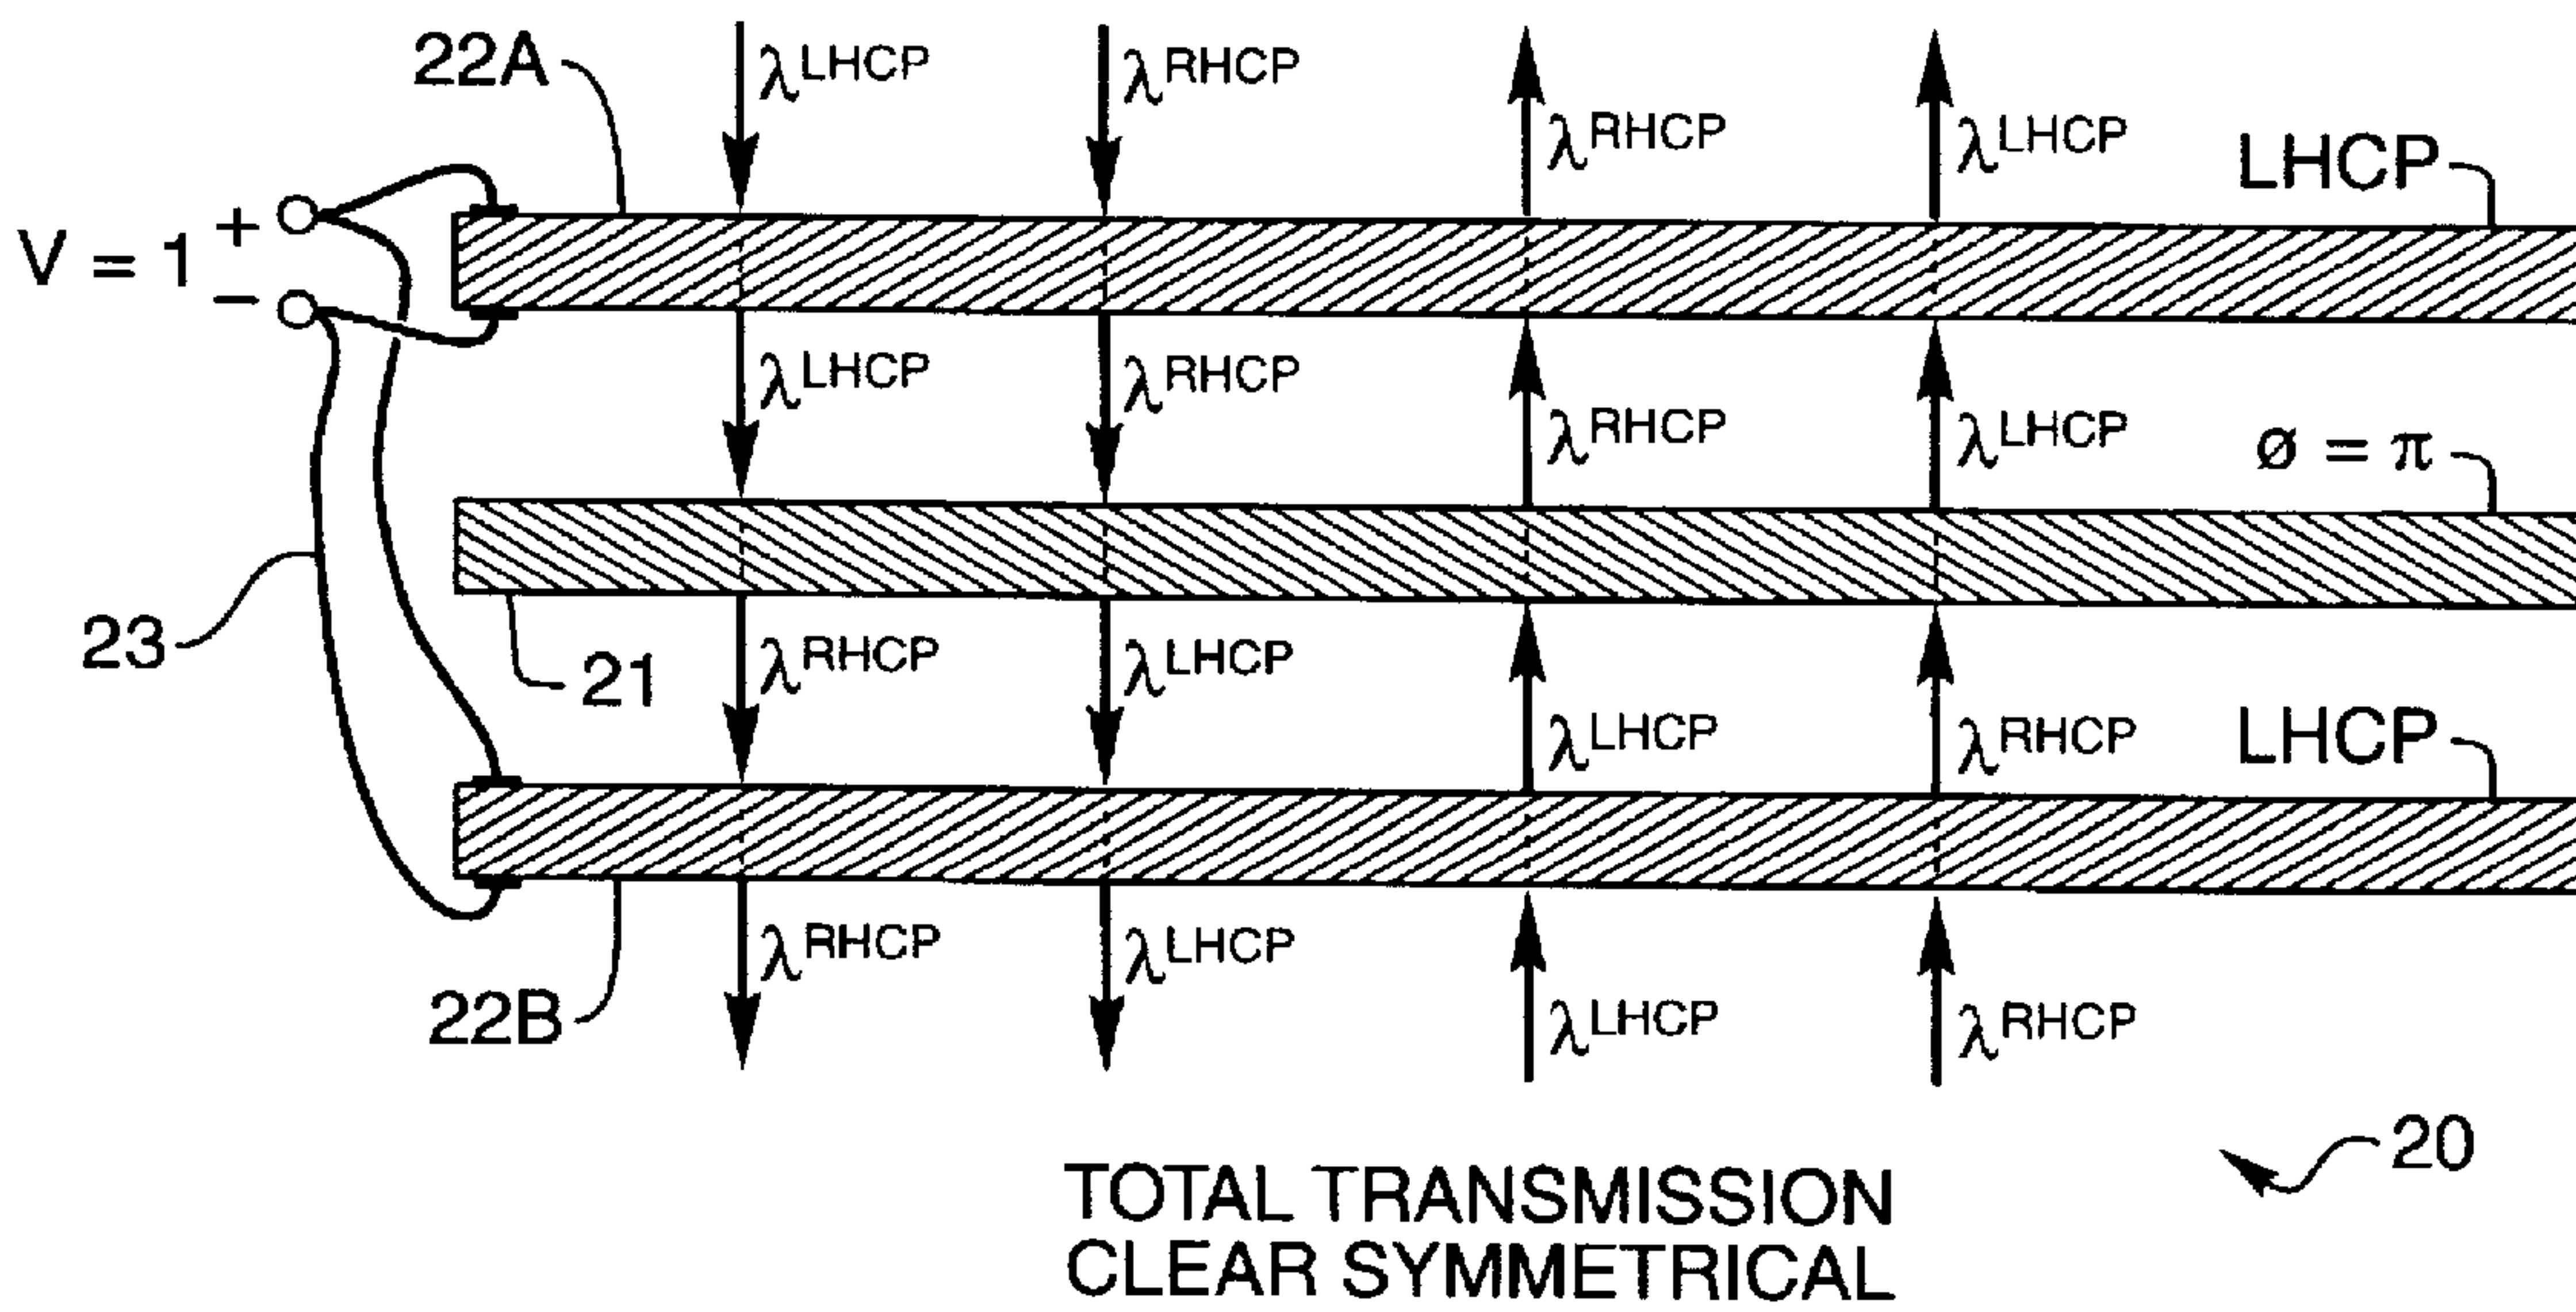 22A
λLHCP
λRHCP
λRHCP
λLHCP
LHCP
V = 1
+
−
λLHCP
λRHCP
λRHCP
λLHCP
ø = π
23
21
λRHCP
λLHCP
λLHCP
λRHCP
LHCP
22B
λRHCP
λLHCP
λLHCP
λRHCP
20
TOTAL TRANSMISSION
CLEAR SYMMETRICAL